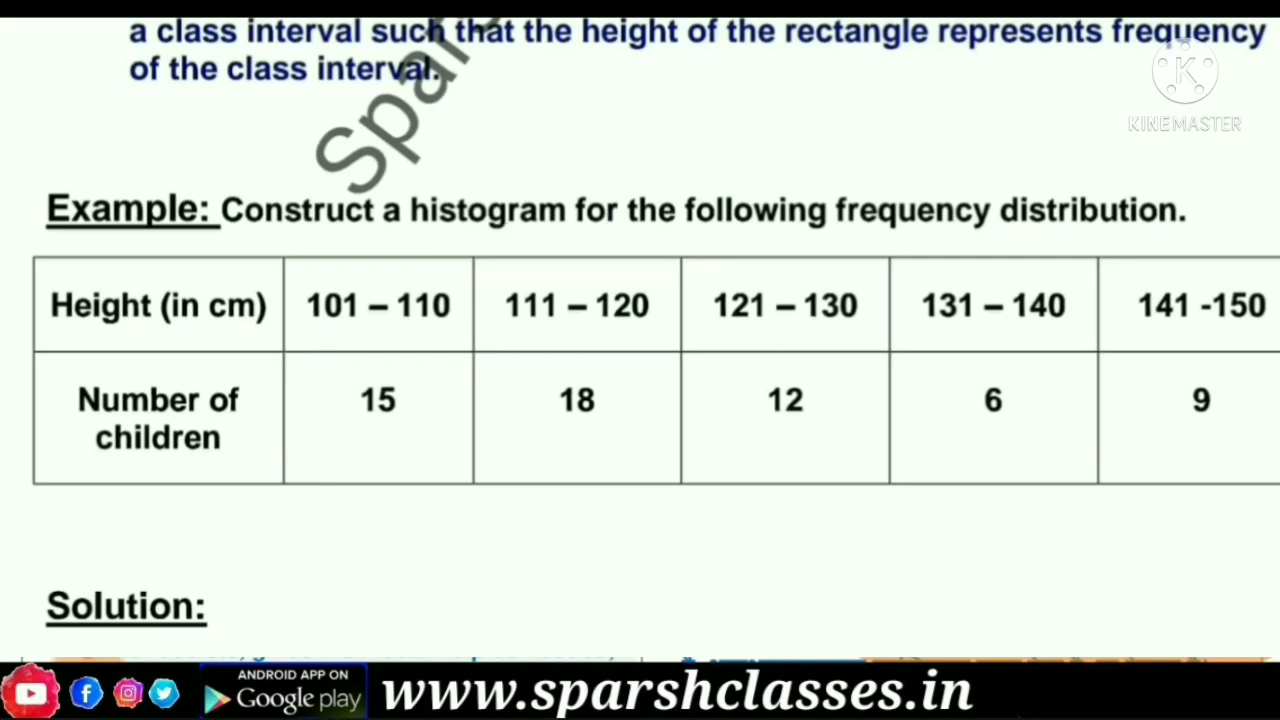 a class interval such that the height of the rectangle represents frequency
of the class interval.
Spars
KINEMASTER
Example: Construct a histogram for the following frequency distribution.
Height (in cm) 101 – 110 111 – 120 121 – 130 131 – 140 141 -150
Number of children 15 18 12 6 9
Solution:
ANDROID APP ON
Google play
www.sparshclasses.in